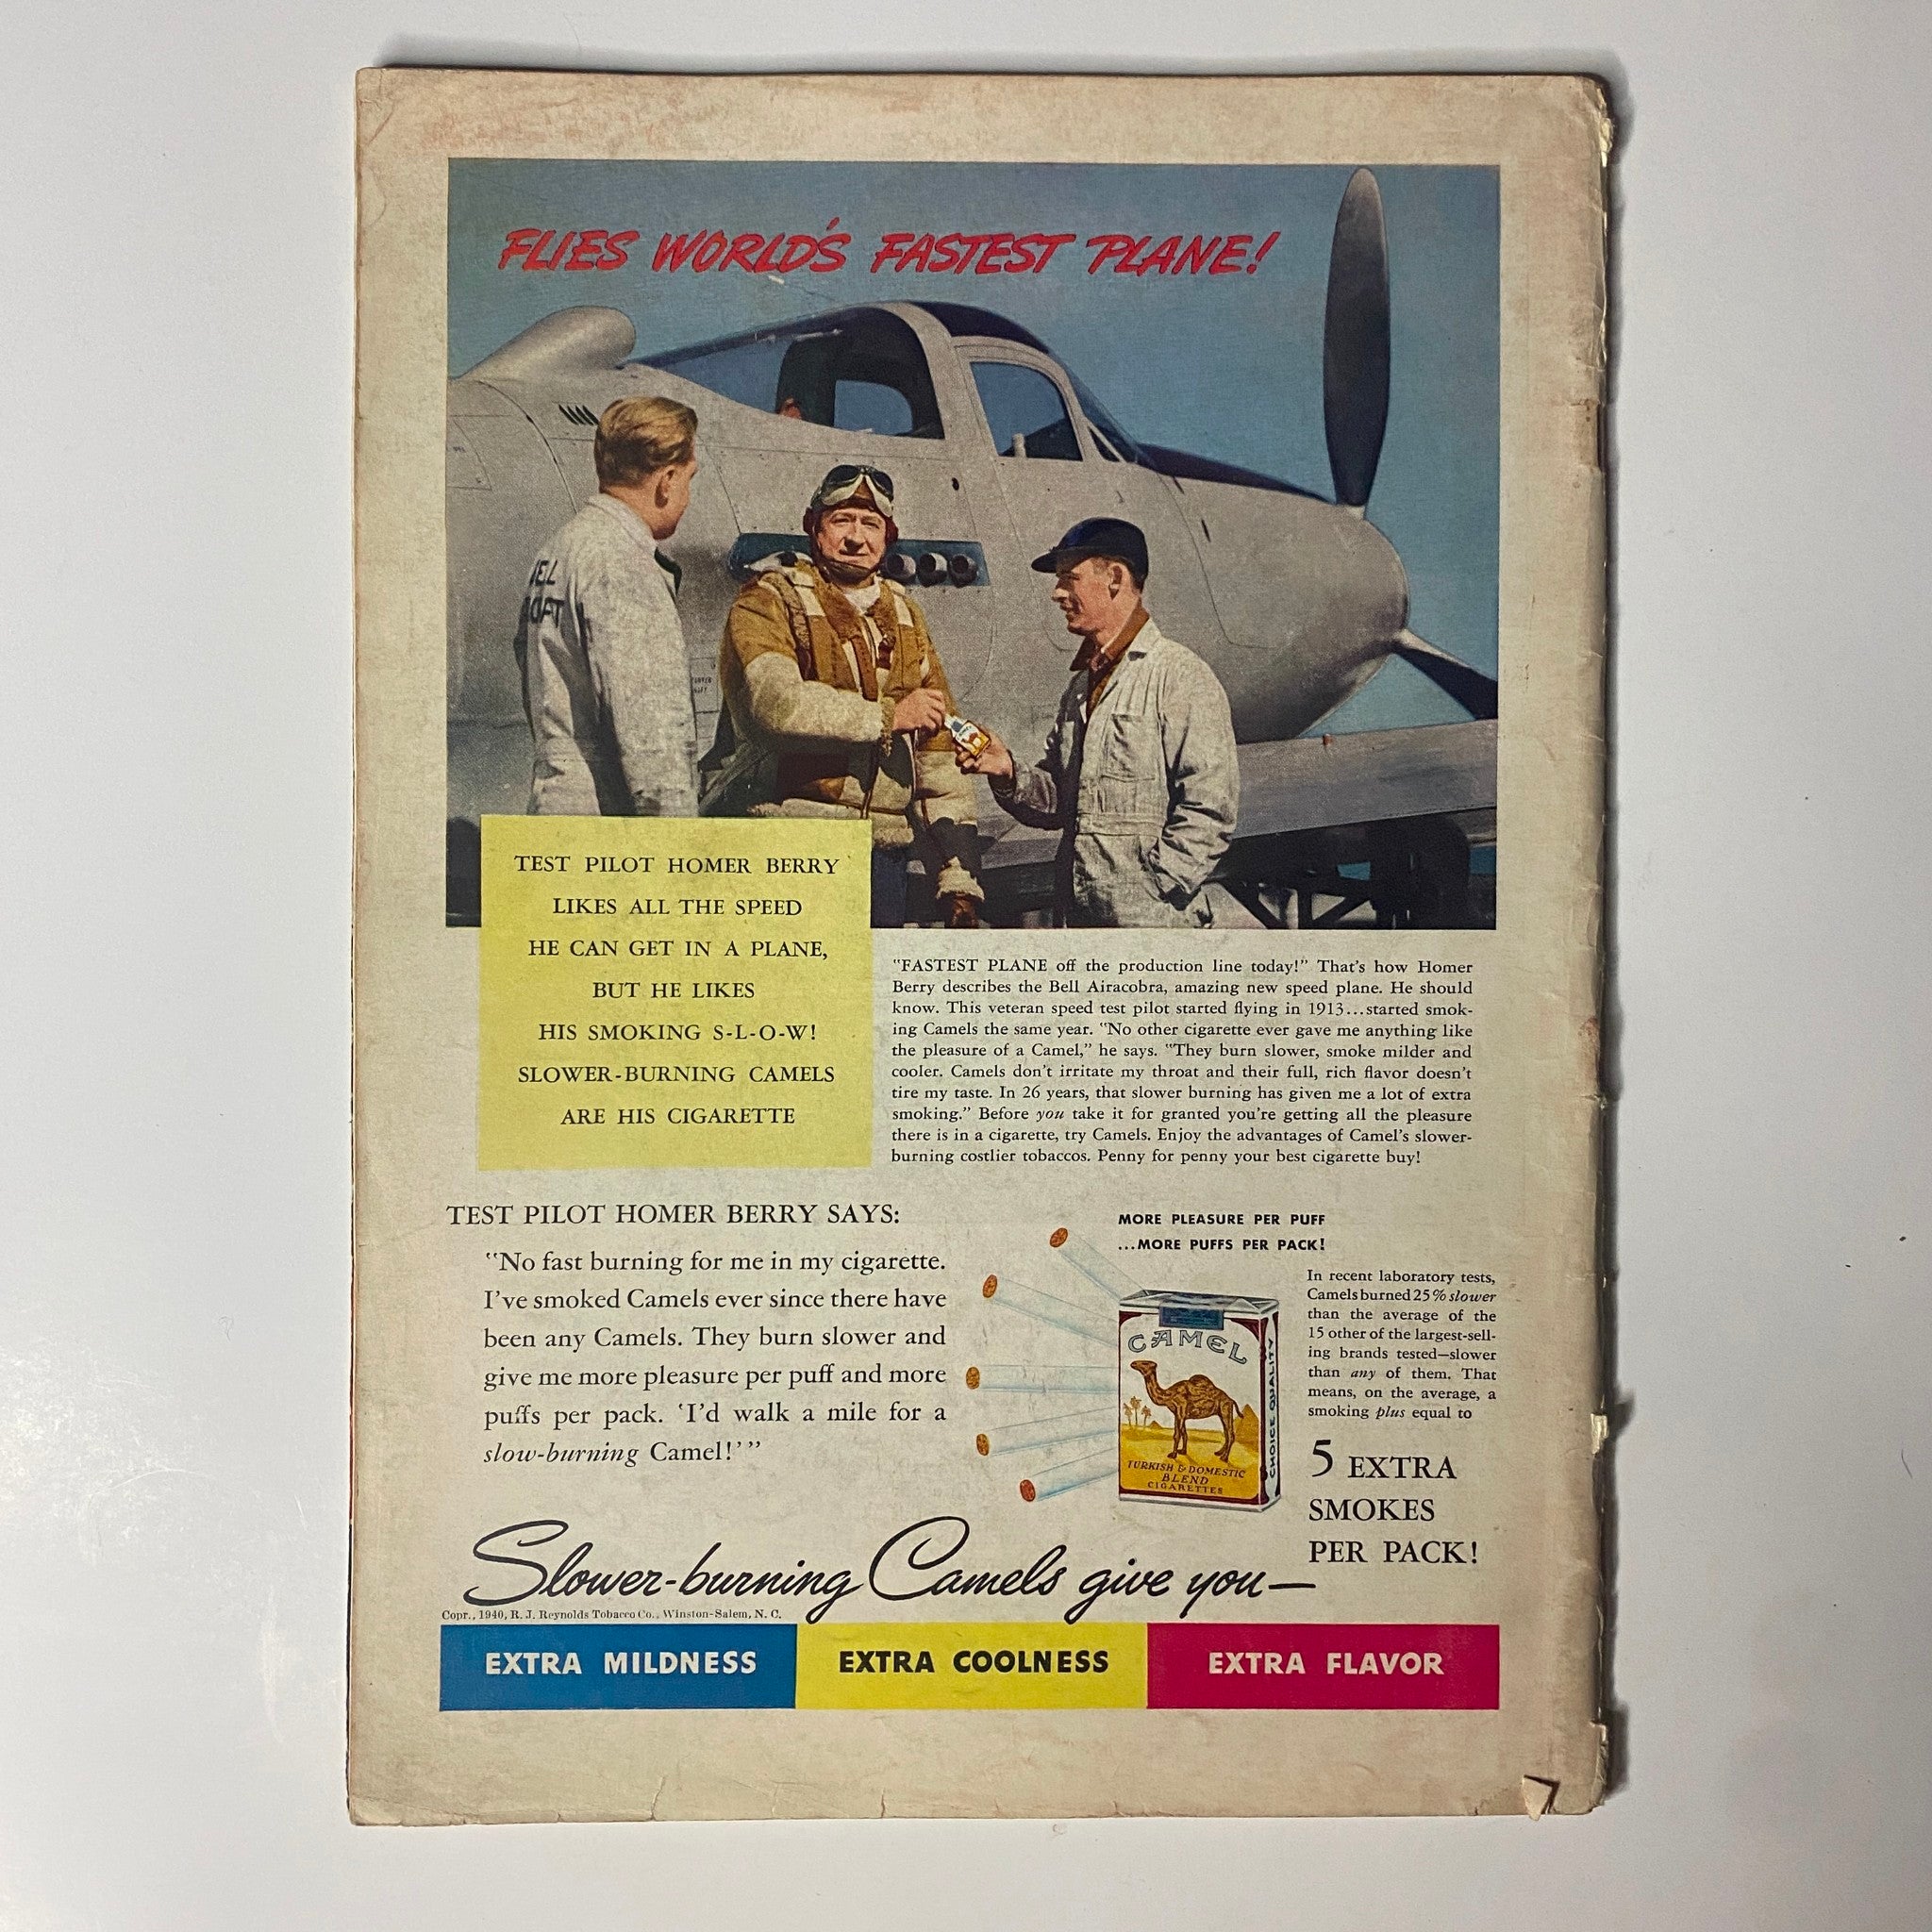 FLIES WORLD'S FASTEST PLANE!
TEST PILOT HOMER BERRY
LIKES ALL THE SPEED
HE CAN GET IN A PLANE,
BUT HE LIKES
HIS SMOKING S-L-O-W!
SLOWER-BURNING CAMELS
ARE HIS CIGARETTE
"FASTEST PLANE off the production line today!" That's how Homer
Berry describes the Bell Airacobra, amazing new speed plane. He should
know. This veteran speed test pilot started flying in 1913...started smok-
ing Camels the same year. "No other cigarette ever gave me anything like
the pleasure of a Camel," he says. "They burn slower, smoke milder and
cooler. Camels don't irritate my throat and their full, rich flavor doesn't
tire my taste. In 26 years, that slower burning has given me a lot of extra
smoking." Before you take it for granted you're getting all the pleasure
there is in a cigarette, try Camels. Enjoy the advantages of Camel's slower-
burning costlier tobaccos. Penny for penny your best cigarette buy!
TEST PILOT HOMER BERRY SAYS:
"No fast burning for me in my cigarette.
I've smoked Camels ever since there have
been any Camels. They burn slower and
give me more pleasure per puff and more
puffs per pack. 'I'd walk a mile for a
slow-burning Camel!'"
MORE PLEASURE PER PUFF
...MORE PUFFS PER PACK!
CAMEL
TURKISH & DOMESTIC
BLEND
CIGARETTES
CHOICE QUALITY
In recent laboratory tests,
Camels burned 25% slower
than the average of the
15 other of the largest-sell-
ing brands tested—slower
than any of them. That
means, on the average, a
smoking plus equal to
5 EXTRA
SMOKES
PER PACK!
Slower-burning Camels give you—
Copr., 1940, R. J. Reynolds Tobacco Co., Winston-Salem, N. C.
EXTRA MILDNESS
EXTRA COOLNESS
EXTRA FLAVOR